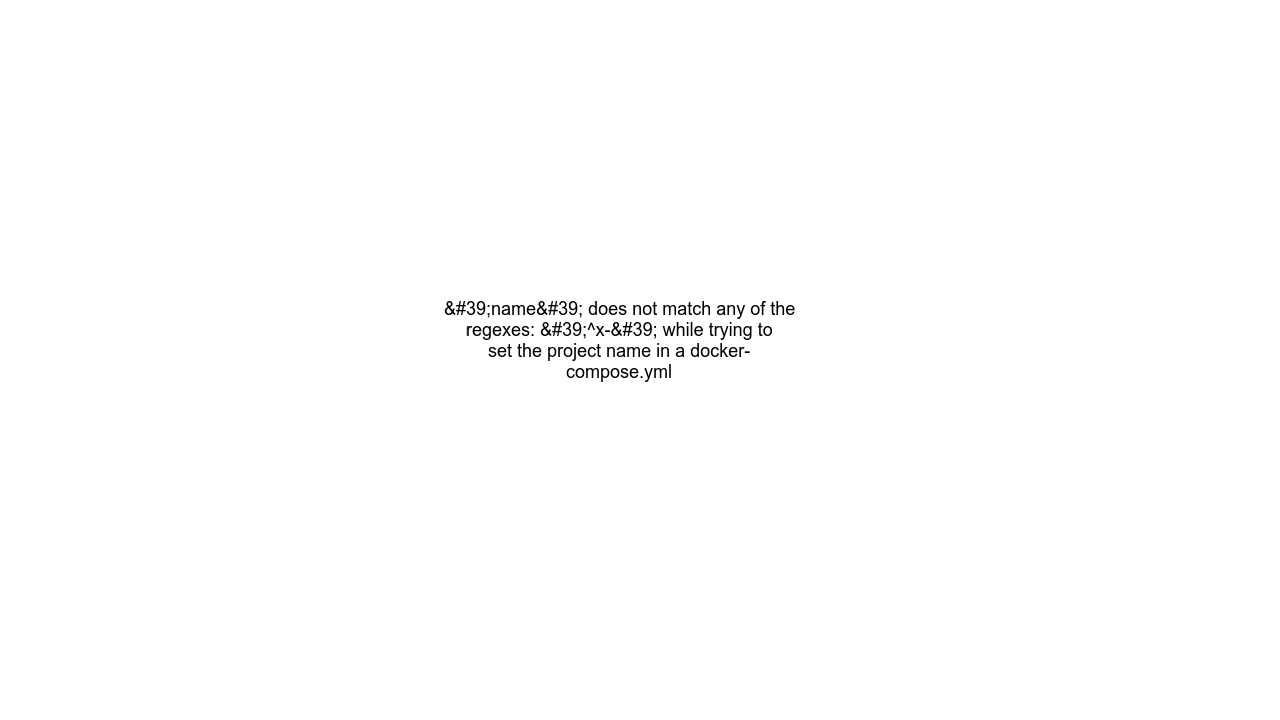 &#39;name&#39; does not match any of the
regexes: &#39;^x-&#39; while trying to
set the project name in a docker-
compose.yml